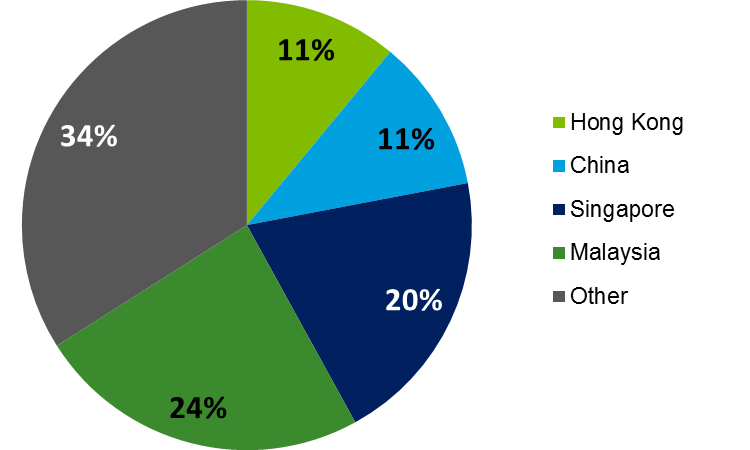 11%
11%
20%
24%
34%
Hong Kong
China
Singapore
Malaysia
Other